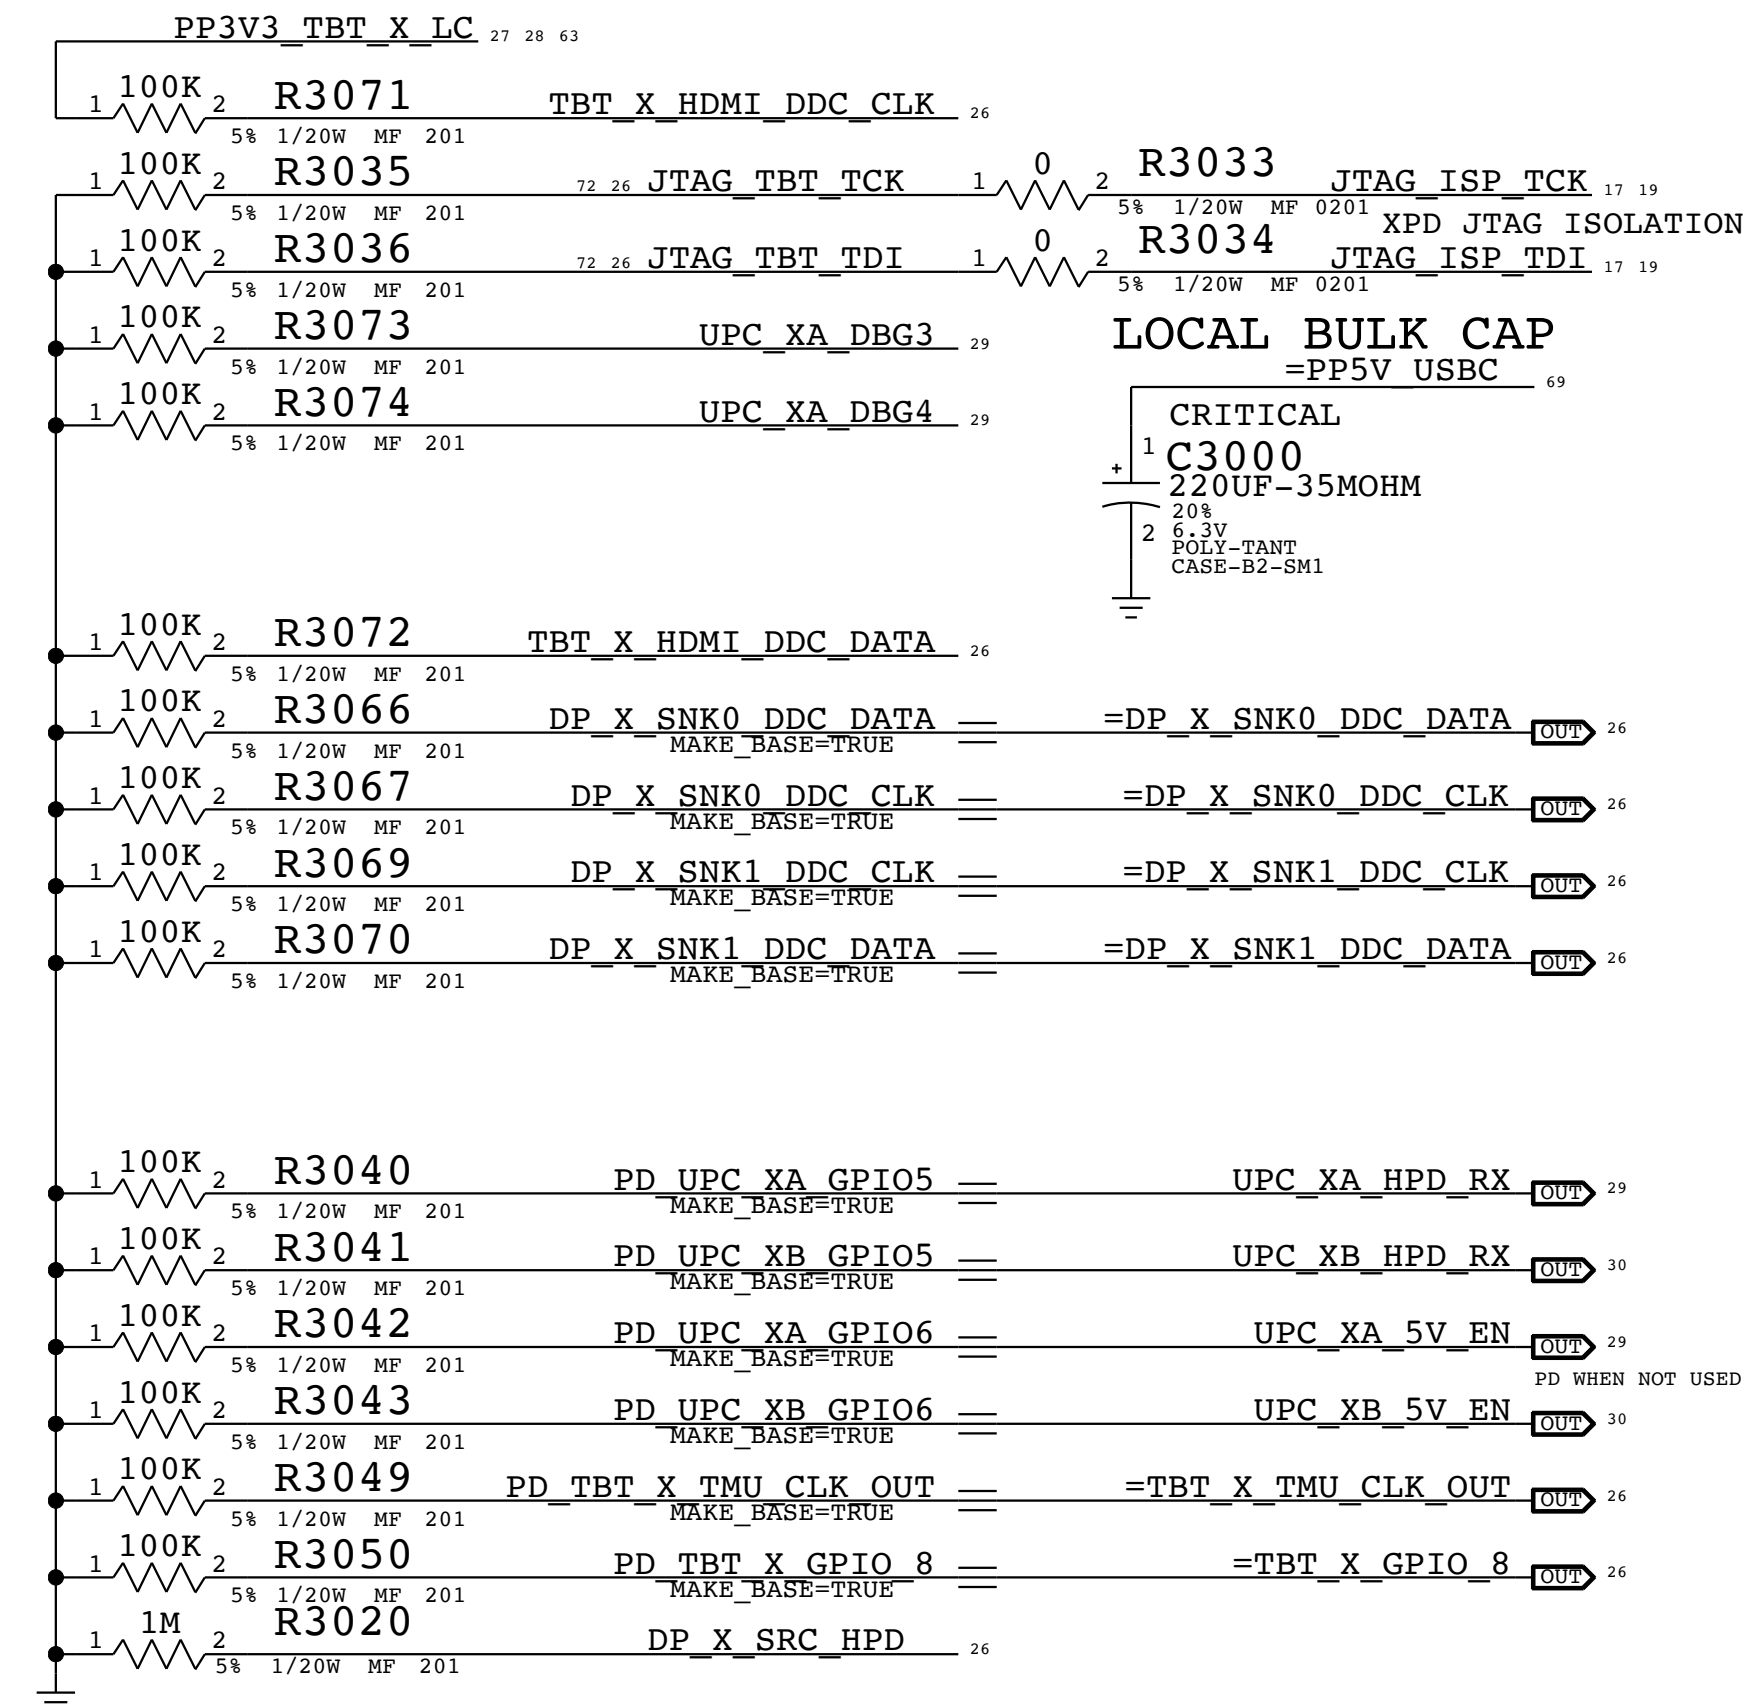 PP3V3_TBT_X_LC 27 28 63
1 100K 2 R3071 TBT_X_HDMI_DDC_CLK 26
5% 1/20W MF 201
1 100K 2 R3035 72 26 JTAG_TBT_TCK 1 0 2 R3033 JTAG_ISP_TCK 17 19
5% 1/20W MF 201 5% 1/20W MF 0201
XPD JTAG ISOLATION
1 100K 2 R3036 72 26 JTAG_TBT_TDI 1 0 2 R3034 JTAG_ISP_TDI 17 19
5% 1/20W MF 201 5% 1/20W MF 0201
1 100K 2 R3073 UPC_XA_DBG3 29
5% 1/20W MF 201
LOCAL BULK CAP
=PP5V_USBC 69
1 100K 2 R3074 UPC_XA_DBG4 29
5% 1/20W MF 201
CRITICAL
1 C3000
+ 220UF-35MOHM
20%
2 6.3V
POLY-TANT
CASE-B2-SM1
1 100K 2 R3072 TBT_X_HDMI_DDC_DATA 26
5% 1/20W MF 201
1 100K 2 R3066 DP_X_SNK0_DDC_DATA =DP_X_SNK0_DDC_DATA OUT 26
5% 1/20W MF 201 MAKE_BASE=TRUE
1 100K 2 R3067 DP_X_SNK0_DDC_CLK =DP_X_SNK0_DDC_CLK OUT 26
5% 1/20W MF 201 MAKE_BASE=TRUE
1 100K 2 R3069 DP_X_SNK1_DDC_CLK =DP_X_SNK1_DDC_CLK OUT 26
5% 1/20W MF 201 MAKE_BASE=TRUE
1 100K 2 R3070 DP_X_SNK1_DDC_DATA =DP_X_SNK1_DDC_DATA OUT 26
5% 1/20W MF 201 MAKE_BASE=TRUE
1 100K 2 R3040 PD_UPC_XA_GPIO5 UPC_XA_HPD_RX OUT 29
5% 1/20W MF 201 MAKE_BASE=TRUE
1 100K 2 R3041 PD_UPC_XB_GPIO5 UPC_XB_HPD_RX OUT 30
5% 1/20W MF 201 MAKE_BASE=TRUE
1 100K 2 R3042 PD_UPC_XA_GPIO6 UPC_XA_5V_EN OUT 29
5% 1/20W MF 201 MAKE_BASE=TRUE
PD WHEN NOT USED
1 100K 2 R3043 PD_UPC_XB_GPIO6 UPC_XB_5V_EN OUT 30
5% 1/20W MF 201 MAKE_BASE=TRUE
1 100K 2 R3049 PD_TBT_X_TMU_CLK_OUT =TBT_X_TMU_CLK_OUT OUT 26
5% 1/20W MF 201 MAKE_BASE=TRUE
1 100K 2 R3050 PD_TBT_X_GPIO_8 =TBT_X_GPIO_8 OUT 26
5% 1/20W MF 201 MAKE_BASE=TRUE
1 1M 2 R3020 DP_X_SRC_HPD 26
5% 1/20W MF 201